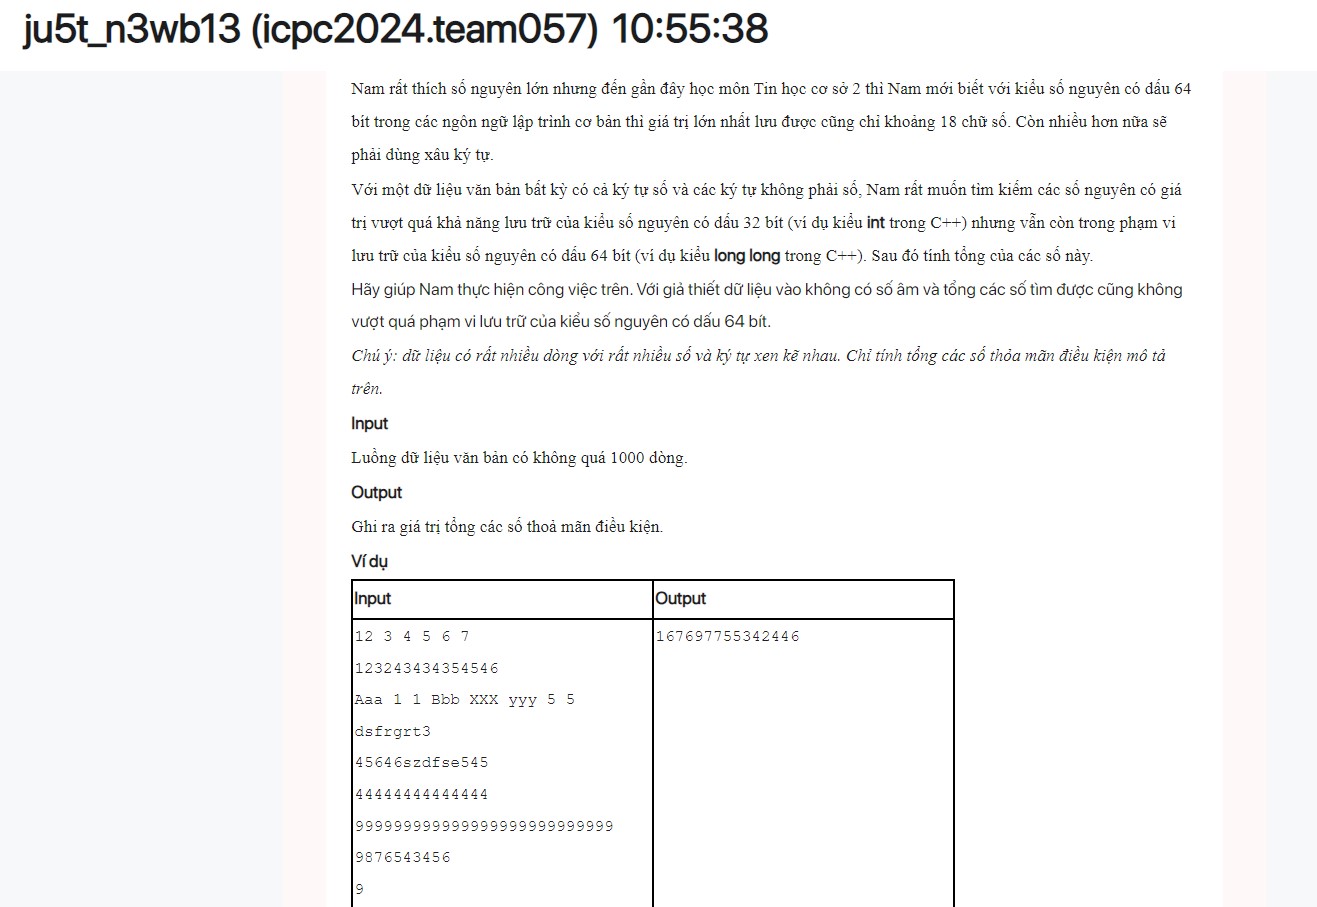 ju5t_n3wb13 (icpc2024.team057) 10:55:38
Nam rất thích số nguyên lớn nhưng đến gần đây học môn Tin học cơ sở 2 thì Nam mới biết với kiểu số nguyên có dấu 64
bít trong các ngôn ngữ lập trình cơ bản thì giá trị lớn nhất lưu được cũng chỉ khoảng 18 chữ số. Còn nhiều hơn nữa sẽ
phải dùng xâu ký tự.
Với một dữ liệu văn bản bất kỳ có cả ký tự số và các ký tự không phải số, Nam rất muốn tìm kiếm các số nguyên có giá
trị vượt quá khả năng lưu trữ của kiểu số nguyên có dấu 32 bít (ví dụ kiểu int trong C++) nhưng vẫn còn trong phạm vi
lưu trữ của kiểu số nguyên có dấu 64 bít (ví dụ kiểu long long trong C++). Sau đó tính tổng của các số này.
Hãy giúp Nam thực hiện công việc trên. Với giả thiết dữ liệu vào không có số âm và tổng các số tìm được cũng không
vượt quá phạm vi lưu trữ của kiểu số nguyên có dấu 64 bít.
Chú ý: dữ liệu có rất nhiều dòng với rất nhiều số và ký tự xen kẽ nhau. Chỉ tính tổng các số thỏa mãn điều kiện mô tả
trên.
Input
Luồng dữ liệu văn bản có không quá 1000 dòng.
Output
Ghi ra giá trị tổng các số thoả mãn điều kiện.
Ví dụ
Input Output
12 3 4 5 6 7 167697755342446
123243434354546
Aaa 1 1 Bbb XXX yyy 5 5
dsfrgrt3
45646szdfse545
44444444444444
999999999999999999999999999
9876543456
9